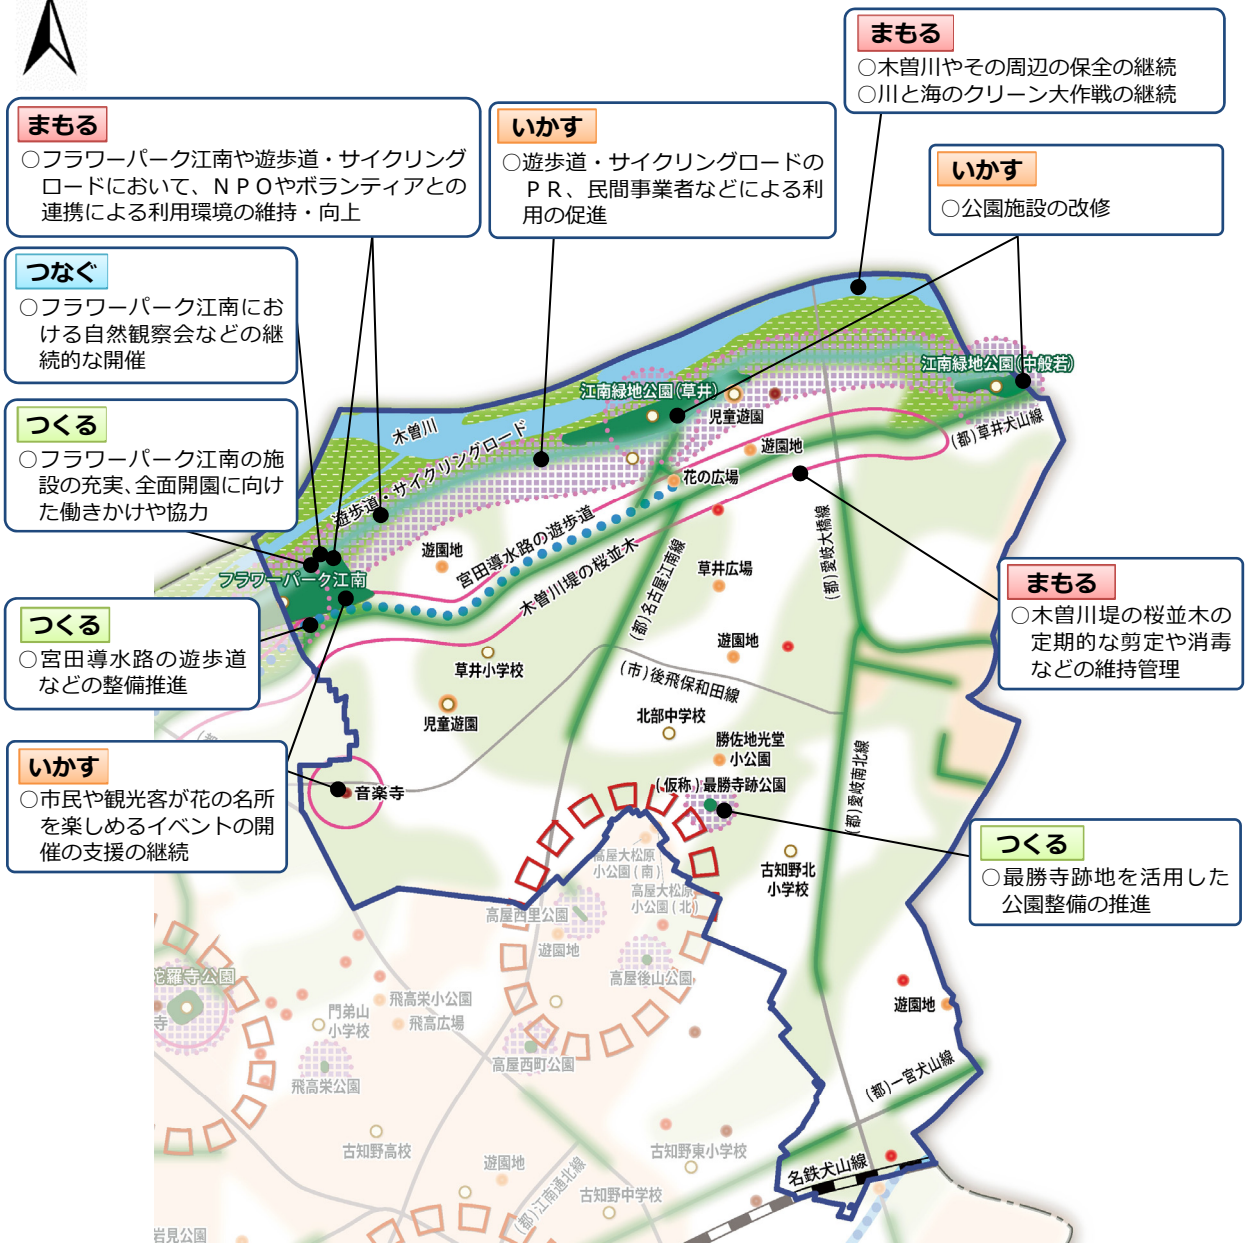 まもる
○木曽川やその周辺の保全の継続
○川と海のクリーン大作戦の継続
まもる
○フラワーパーク江南や遊歩道・サイクリング
ロードにおいて、ＮＰＯやボランティアとの
連携による利用環境の維持・向上
いかす
○遊歩道・サイクリングロードの
ＰＲ、民間事業者などによる利
用の促進
いかす
○公園施設の改修
つなぐ
○フラワーパーク江南にお
ける自然観察会などの継
続的な開催
つくる
○フラワーパーク江南の施
設の充実、全面開園に向け
た働きかけや協力
つくる
○宮田導水路の遊歩道
などの整備推進
いかす
○市民や観光客が花の名所
を楽しめるイベントの開
催の支援の継続
まもる
○木曽川堤の桜並木の
定期的な剪定や消毒
などの維持管理
つくる
○最勝寺跡地を活用した
公園整備の推進
江南緑地公園(中般若)
江南緑地公園(草井)
児童遊園
木曽川
遊歩道・サイクリングロード
(都)草井犬山線
遊園地
花の広場
宮田導水路の遊歩道
木曽川堤の桜並木
遊園地
(都)名古屋江南線
(都)愛岐大橋線
草井広場
フラワーパーク江南
遊園地
草井小学校
(市)後飛保和田線
児童遊園
北部中学校
勝佐地光堂
小公園
(都)愛岐南北線
(仮称)最勝寺跡公園
音楽寺
高屋大松原
小公園(南)
古知野北
小学校
高屋大松原
小公園(北)
高屋西里公園
遊園地
高屋後山公園
陀羅寺公園
寺
門弟山
小学校
飛高栄小公園
飛高広場
遊園地
高屋西町公園
飛高栄公園
(都)一宮犬山線
古知野高校
古知野東小学校
遊園地
名鉄犬山線
(都)江南通北線
古知野中学校
岩見公園